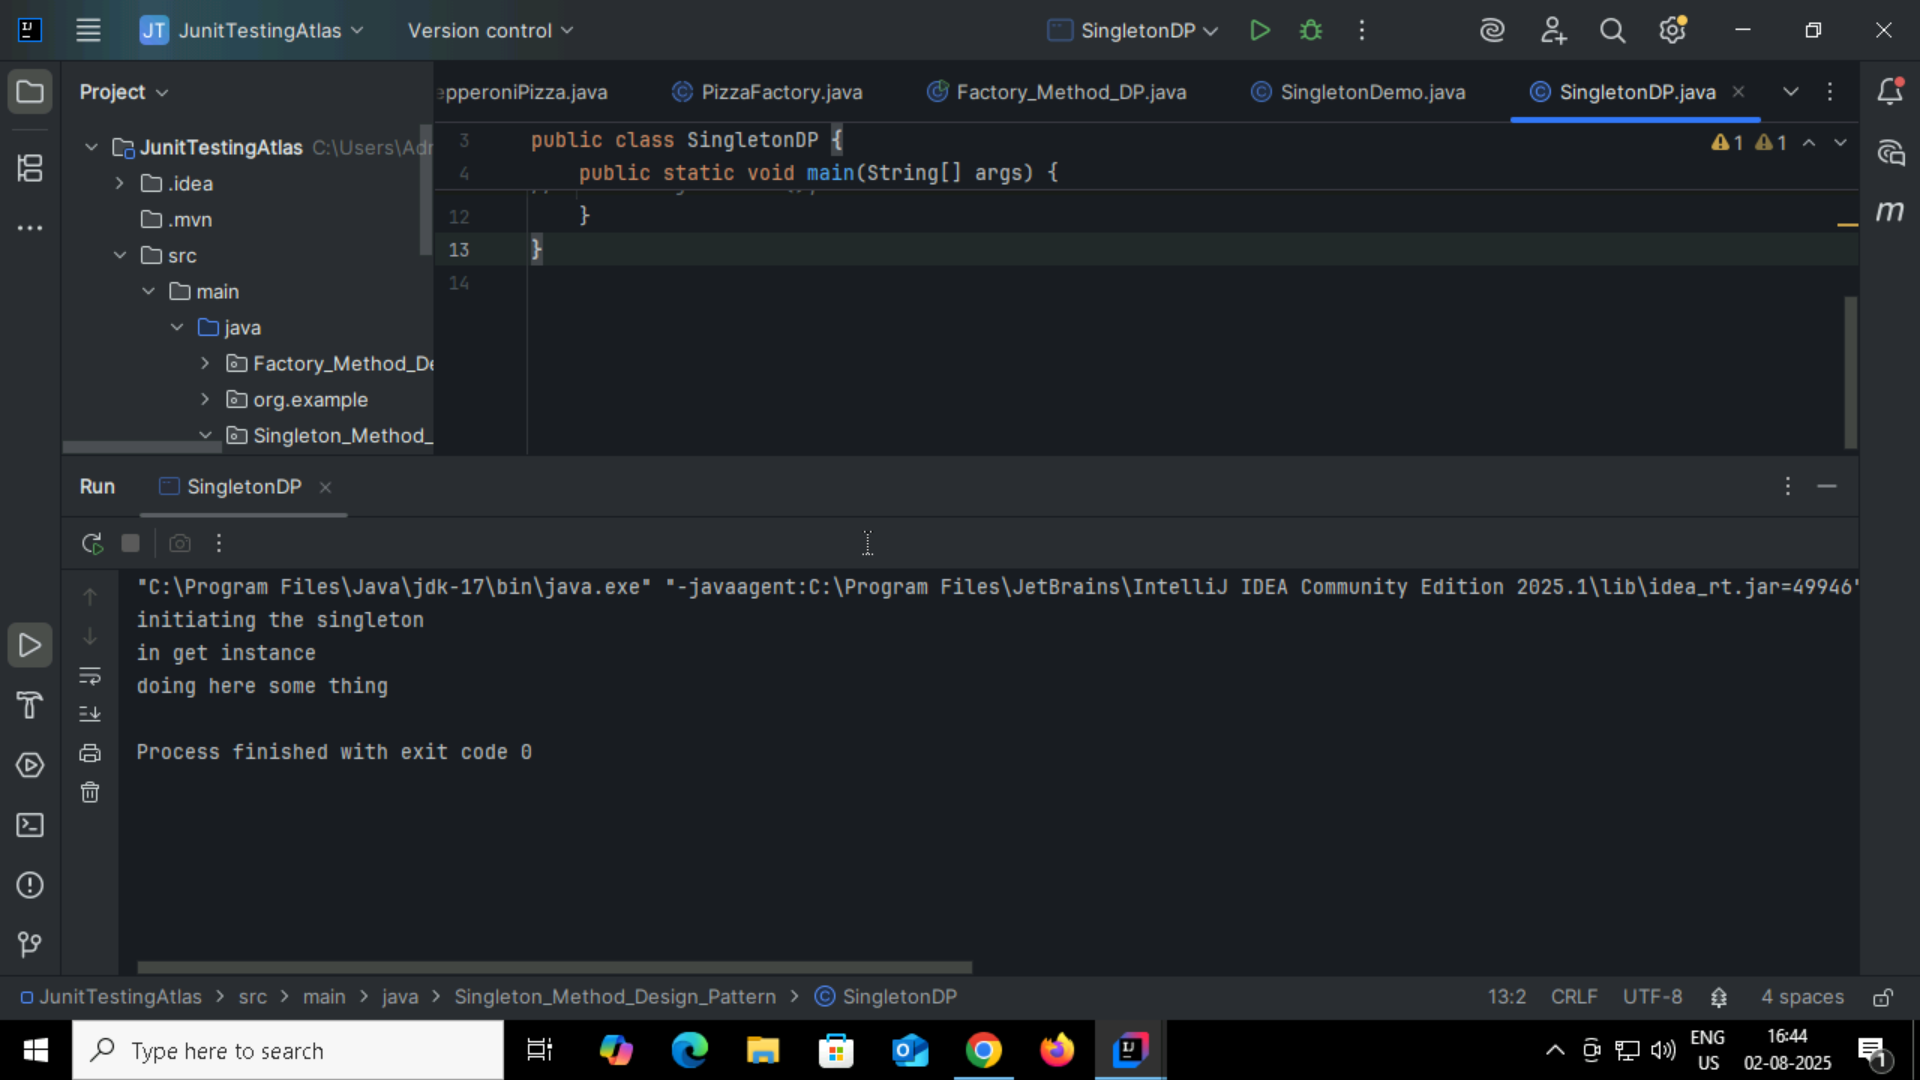 JT JunitTestingAtlas Version control SingletonDP
Project
epperoniPizza.java PizzaFactory.java Factory_Method_DP.java SingletonDemo.java SingletonDP.java
JunitTestingAtlas C:\Users\Adm
.idea
.mvn
src
main
java
Factory_Method_De
org.example
Singleton_Method_
3 public class SingletonDP {
4 public static void main(String[] args) {
12 }
13 }
14
1 1
m
Run SingletonDP
"C:\Program Files\Java\jdk-17\bin\java.exe" "-javaagent:C:\Program Files\JetBrains\IntelliJ IDEA Community Edition 2025.1\lib\idea_rt.jar=49946"
initiating the singleton
in get instance
doing here some thing
Process finished with exit code 0
JunitTestingAtlas > src > main > java > Singleton_Method_Design_Pattern > SingletonDP
13:2 CRLF UTF-8 4 spaces
Type here to search
ENG
US
16:44
02-08-2025
1